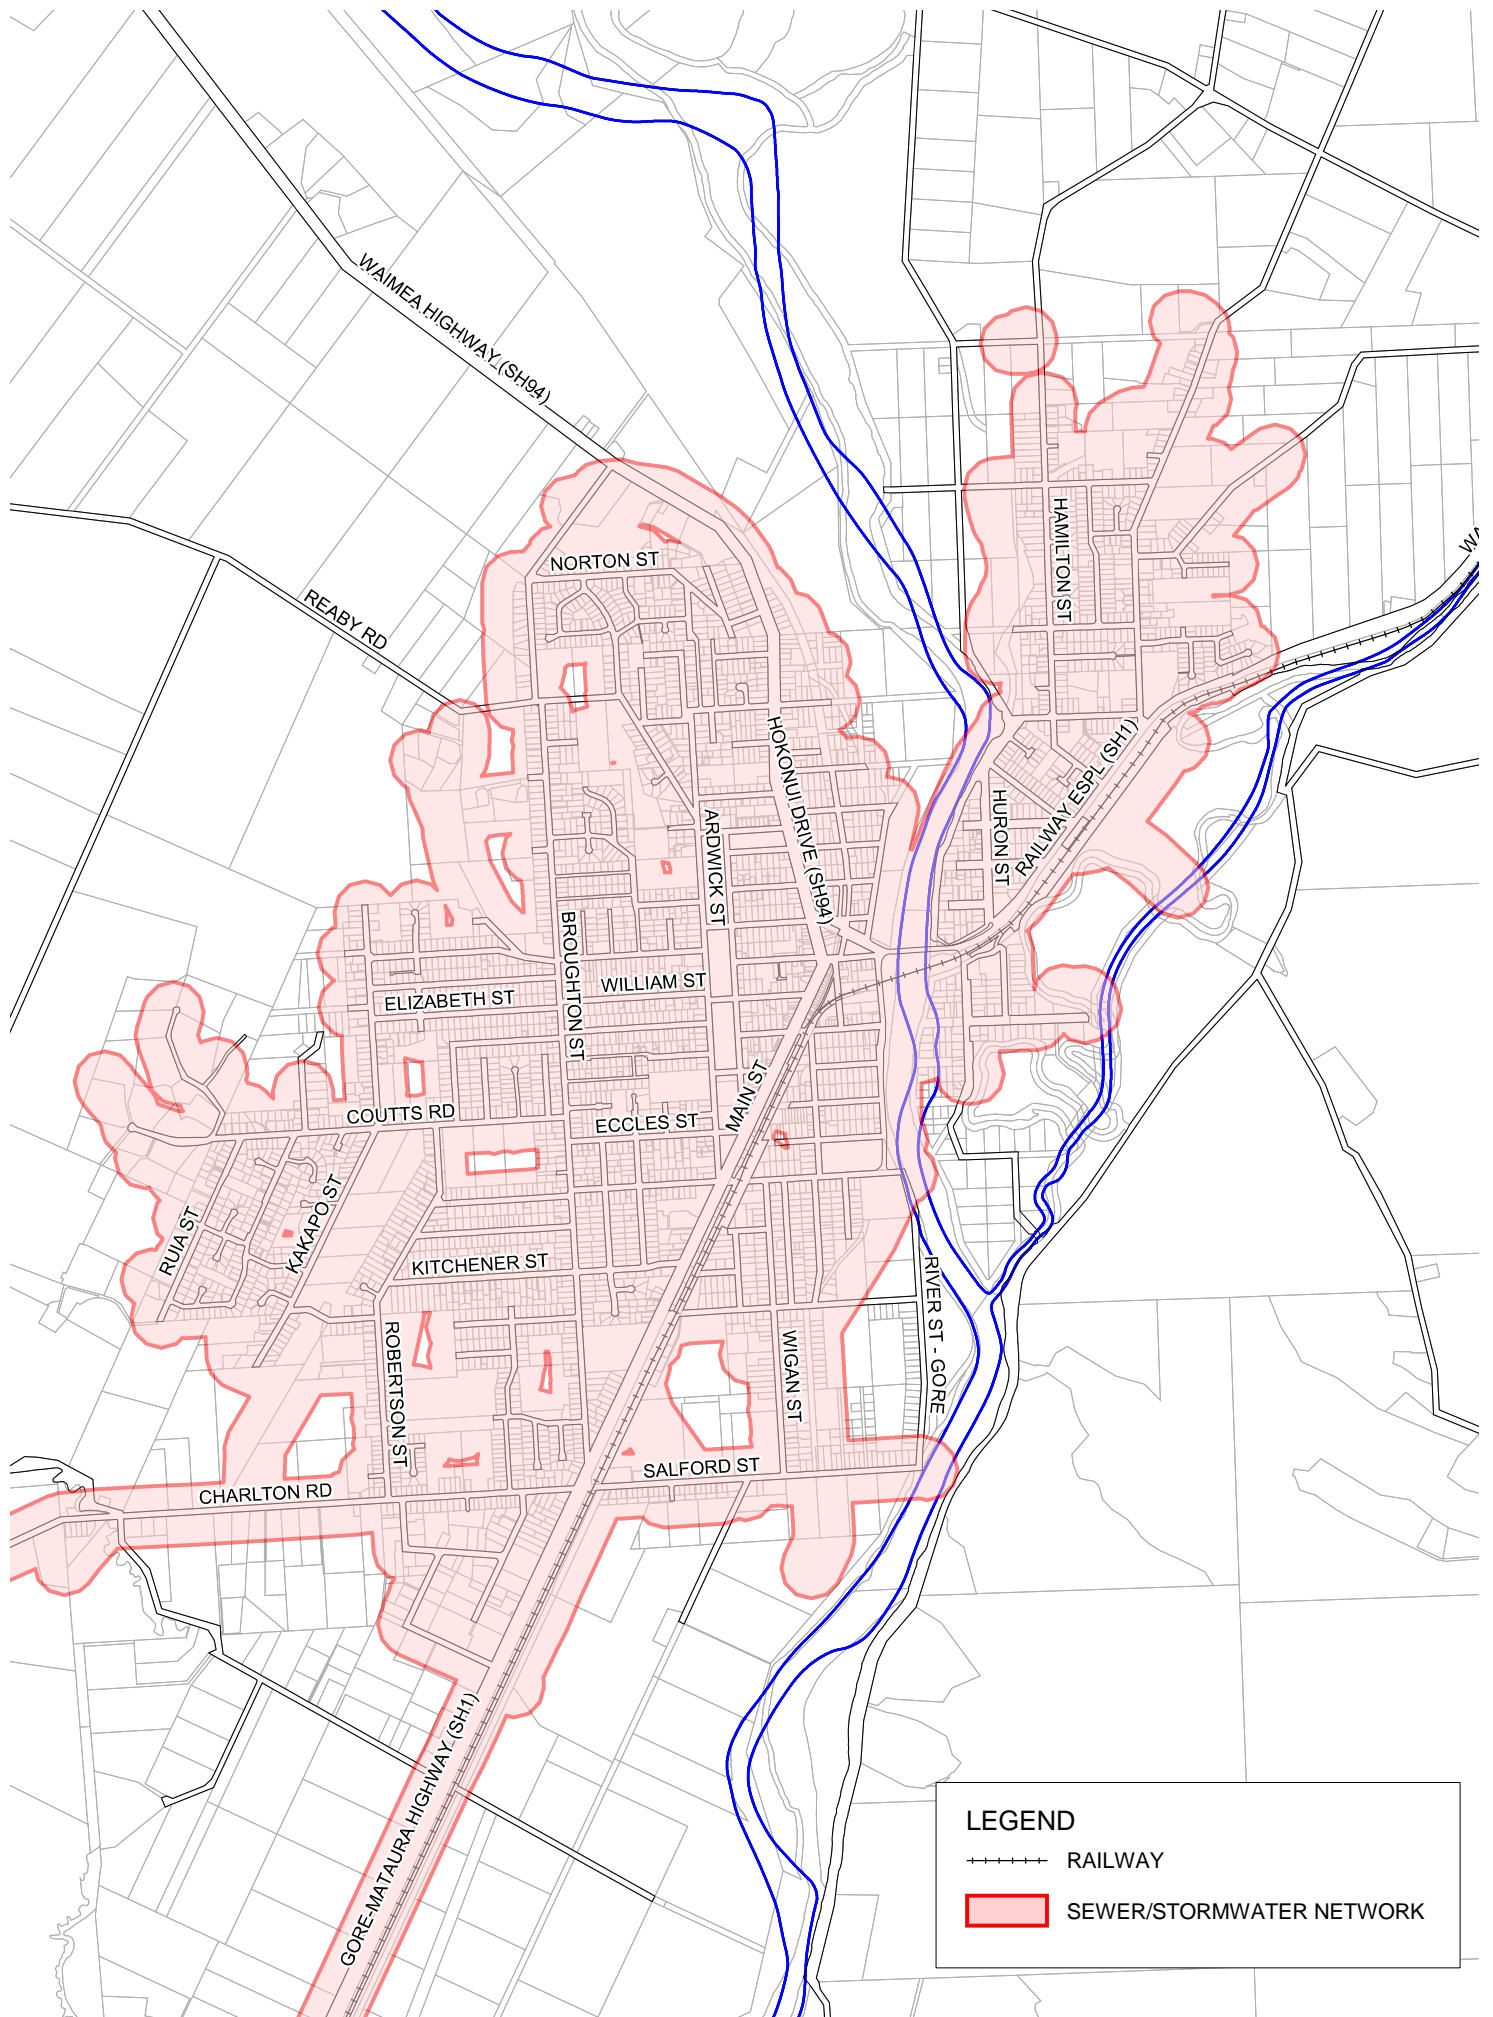 WAIMEA HIGHWAY (SH94)
NORTON ST
HAMILTON ST
WA
REABY RD
HOKONUI DRIVE (SH94)
RAILWAY ESPL (SH1)
HURON ST
ARDWICK ST
BROUGHTON ST
WILLIAM ST
ELIZABETH ST
MAIN ST
COUTTS RD
ECCLES ST
RUIA ST
KAKAPO ST
KITCHENER ST
RIVER ST - GORE
ROBERTSON ST
WIGAN ST
SALFORD ST
CHARLTON RD
GORE-MATAURA HIGHWAY (SH1)
LEGEND
RAILWAY
SEWER/STORMWATER NETWORK